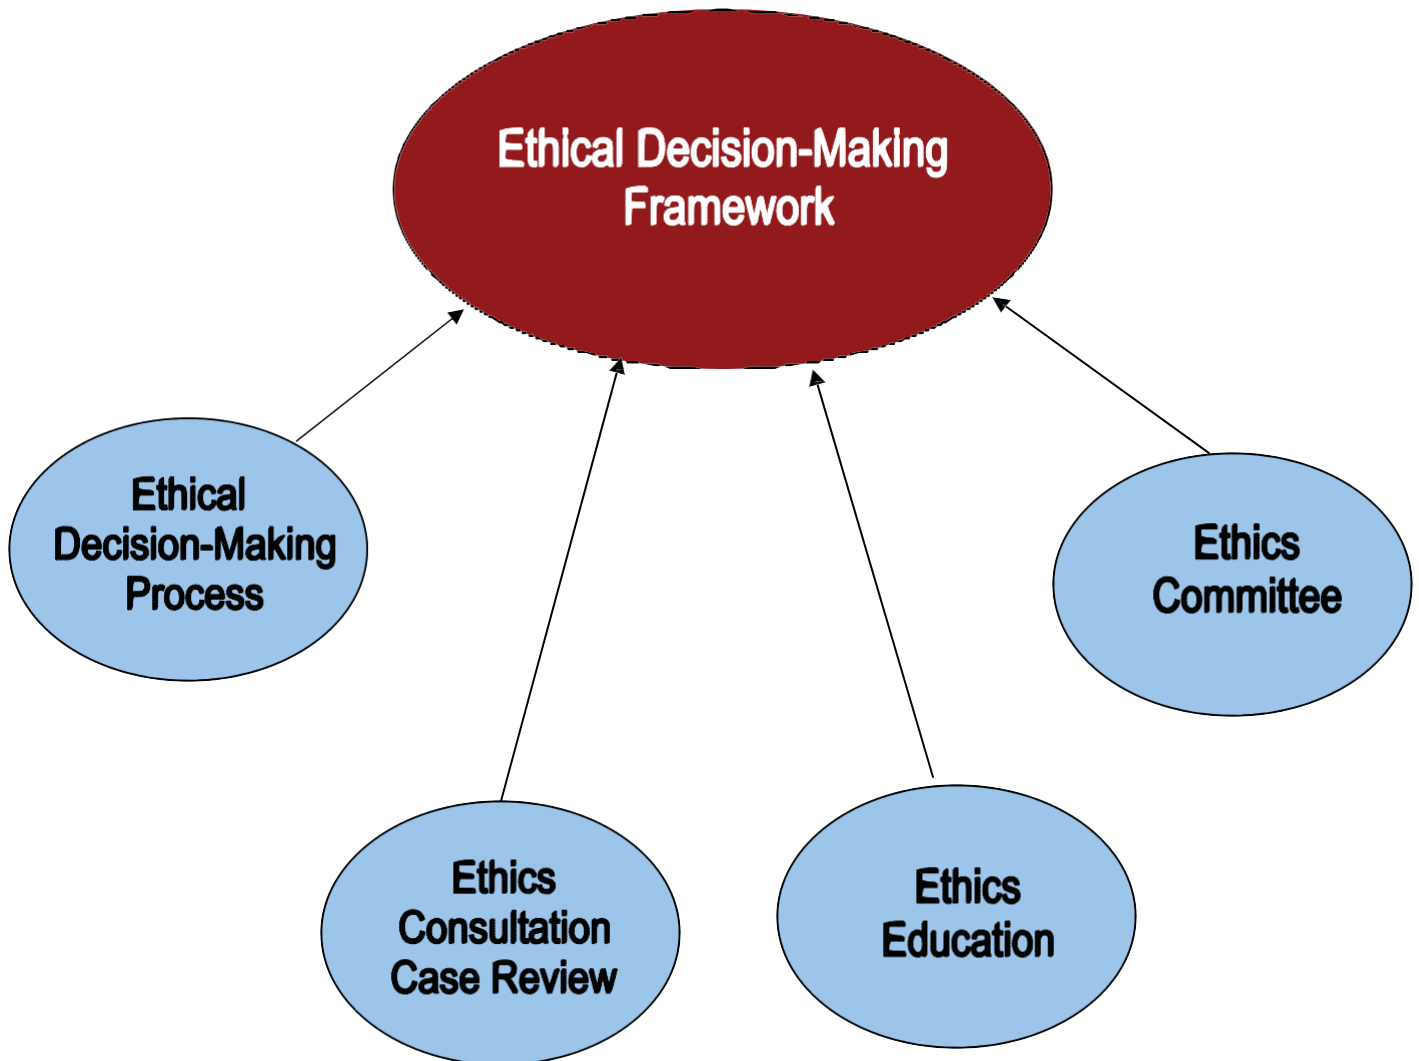 Ethical Decision-Making
Framework
Ethical
Decision-Making
Process
Ethics
Committee
Ethics
Consultation
Case Review
Ethics
Education